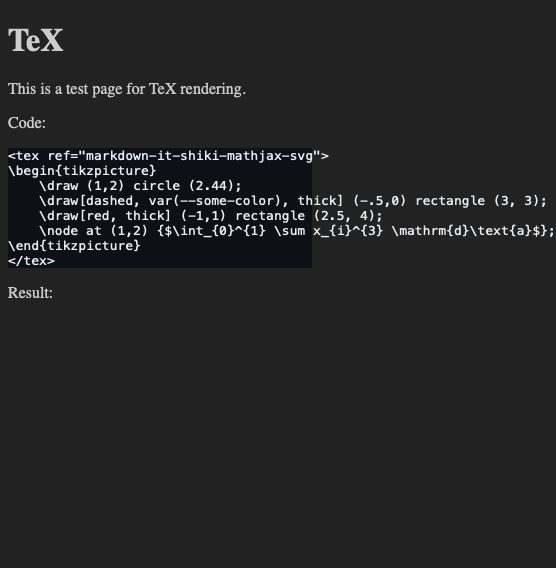 TeX
This is a test page for TeX rendering.
Code:
<tex ref="markdown-it-shiki-mathjax-svg">
\begin{tikzpicture}
    \draw (1,2) circle (2.44);
    \draw[dashed, var(--some-color), thick] (-.5,0) rectangle (3, 3);
    \draw[red, thick] (-1,1) rectangle (2.5, 4);
    \node at (1,2) {$\int_{0}^{1} \sum x_{i}^{3} \mathrm{d}\text{a}$};
\end{tikzpicture}
</tex>
Result: